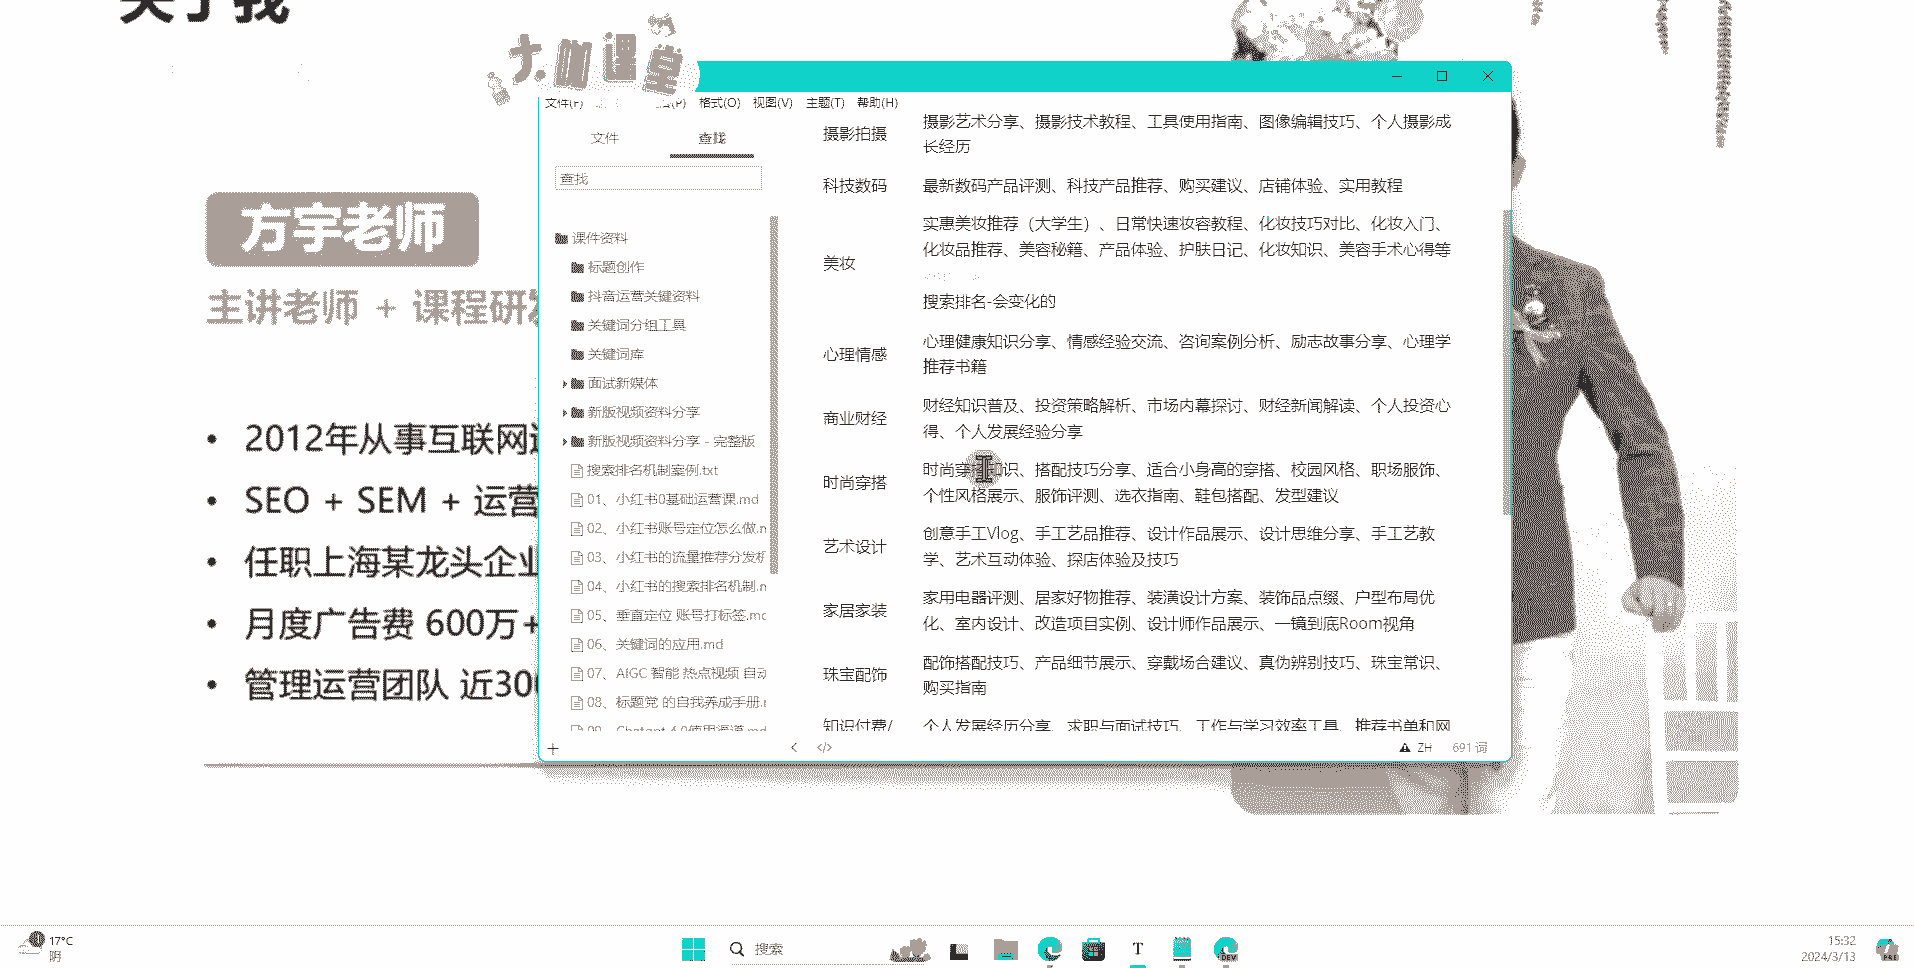 关于我
大咖课堂
方宇老师
主讲老师 + 课程研发
• 2012年从事互联网
• SEO + SEM + 运营
• 任职上海某龙头企业
• 月度广告费 600万+
• 管理运营团队 近300
文件(F)
格式(O) 视图(V) 主题(T) 帮助(H)
文件 查找
查找
课件资料
标题创作
抖音运营关键资料
关键词分组工具
关键词库
面试新媒体
新版视频资料分享
新版视频资料分享 - 完整版
搜索排名机制案例.txt
01、小红书0基础运营课.md
02、小红书账号定位怎么做.m
03、小红书的流量推荐分发机
04、小红书的搜索排名机制.m
05、垂直定位 账号打标签.md
06、关键词的应用.md
07、AIGC 智能 热点视频 自动
08、标题党 的自我养成手册.m
摄影拍摄
摄影艺术分享、摄影技术教程、工具使用指南、图像编辑技巧、个人摄影成
长经历
科技数码
最新数码产品评测、科技产品推荐、购买建议、店铺体验、实用教程
美妆
实惠美妆推荐（大学生）、日常快速妆容教程、化妆技巧对比、化妆入门、
化妆品推荐、美容秘籍、产品体验、护肤日记、化妆知识、美容手术心得等
搜索排名-会变化的
心理情感
心理健康知识分享、情感经验交流、咨询案例分析、励志故事分享、心理学
推荐书籍
商业财经
财经知识普及、投资策略解析、市场内幕探讨、财经新闻解读、个人投资心
得、个人发展经验分享
时尚穿搭
时尚穿搭知识、搭配技巧分享、适合小身高的穿搭、校园风格、职场服饰、
个性风格展示、服饰评测、选衣指南、鞋包搭配、发型建议
艺术设计
创意手工Vlog、手工艺品推荐、设计作品展示、设计思维分享、手工艺教
学、艺术互动体验、探店体验及技巧
家居家装
家用电器评测、居家好物推荐、装潢设计方案、装饰品点缀、户型布局优
化、室内设计、改造项目实例、设计师作品展示、一镜到底Room视角
珠宝配饰
配饰搭配技巧、产品细节展示、穿戴场合建议、真伪辨别技巧、珠宝常识、
购买指南
知识付费/
个人发展经历分享、求职与面试技巧、工作与学习效率工具、推荐书单和网
ZH 691 词
17°C
阴
搜索
T
DEV
15:32
2024/3/13
PRE